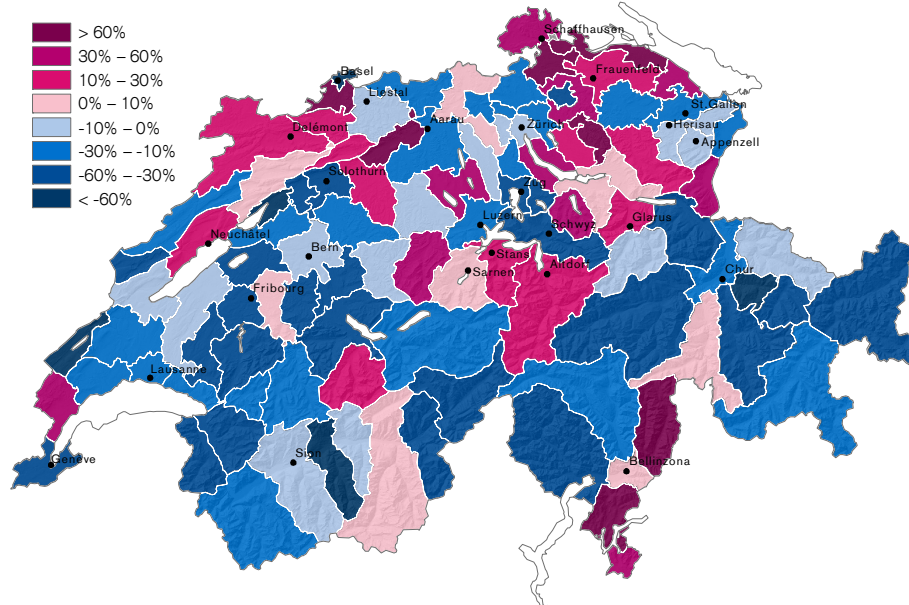 > 60%
30% – 60%
10% – 30%
0% – 10%
-10% – 0%
-30% – -10%
-60% – -30%
< -60%
Schaffhausen
Basel
Frauenfeld
Liestal
St.Gallen
Aarau
Zürich
Herisau
Delémont
Appenzell
Solothurn
Zug
Luzern
Glarus
Schwyz
Neuchâtel
Bern
Stans
Sarnen
Altdorf
Chur
Fribourg
Lausanne
Sion
Genève
Bellinzona